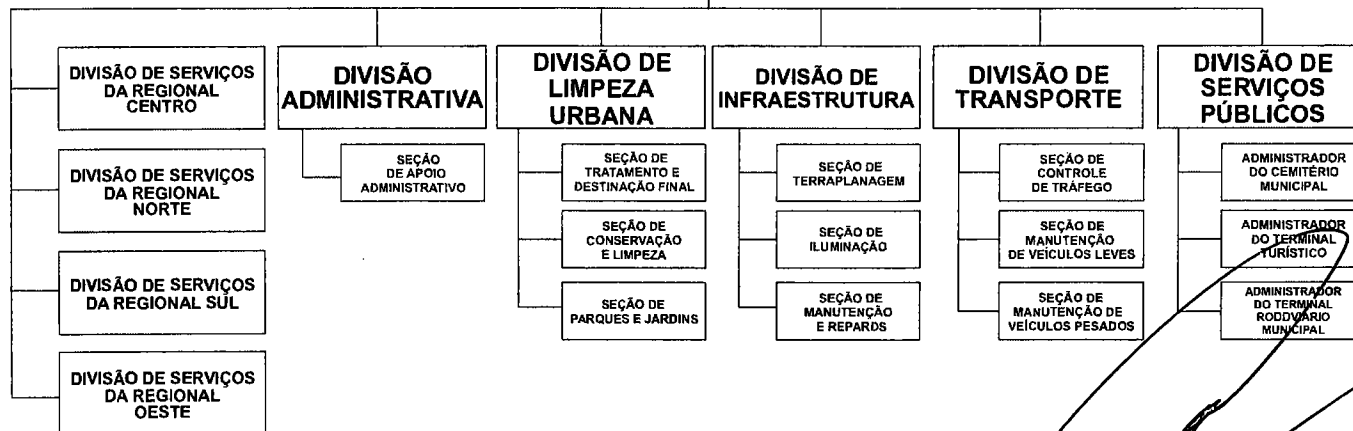 DIVISÃO DE SERVIÇOS
DA REGIONAL
CENTRO
DIVISÃO DE SERVIÇOS
DA REGIONAL
NORTE
DIVISÃO DE SERVIÇOS
DA REGIONAL SUL
DIVISÃO DE SERVIÇOS
DA REGIONAL
OESTE
DIVISÃO
ADMINISTRATIVA
SEÇÃO
DE APOIO
ADMINISTRATIVO
DIVISÃO DE
LIMPEZA
URBANA
SEÇÃO DE
TRATAMENTO E
DESTINAÇÃO FINAL
SEÇÃO DE
CONSERVAÇÃO
E LIMPEZA
SEÇÃO DE
PARQUES E JARDINS
DIVISÃO DE
INFRAESTRUTURA
SEÇÃO DE
TERRAPLANAGEM
SEÇÃO DE
ILUMINAÇÃO
SEÇÃO DE
MANUTENÇÃO
E REPAROS
DIVISÃO DE
TRANSPORTE
SEÇÃO DE
CONTROLE
DE TRÁFEGO
SEÇÃO DE
MANUTENÇÃO
DE VEÍCULOS LEVES
SEÇÃO DE
MANUTENÇÃO DE
VEÍCULOS PESADOS
DIVISÃO DE
SERVIÇOS
PÚBLICOS
ADMINISTRADOR
DO CEMITÉRIO
MUNICIPAL
ADMINISTRADOR
DO TERMINAL
TURÍSTICO
ADMINISTRADOR
DO TERMINAL
RODOVIÁRIO
MUNICIPAL